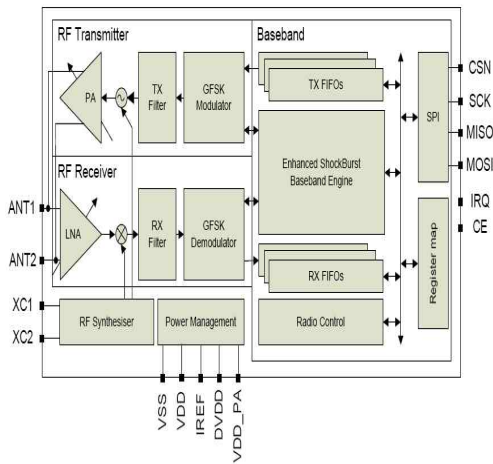 RF Transmitter
Baseband
PA
TX
Filter
GFSK
Modulator
TX FIFOs
SPI
CSN
SCK
MISO
MOSI
Enhanced ShockBurst
Baseband Engine
RF Receiver
ANT1
ANT2
LNA
RX
Filter
GFSK
Demodulator
RX FIFOs
Register map
IRQ
CE
XC1
XC2
RF Synthesiser
Power Management
Radio Control
VSS
VDD
IREF
DVDD
VDD_PA